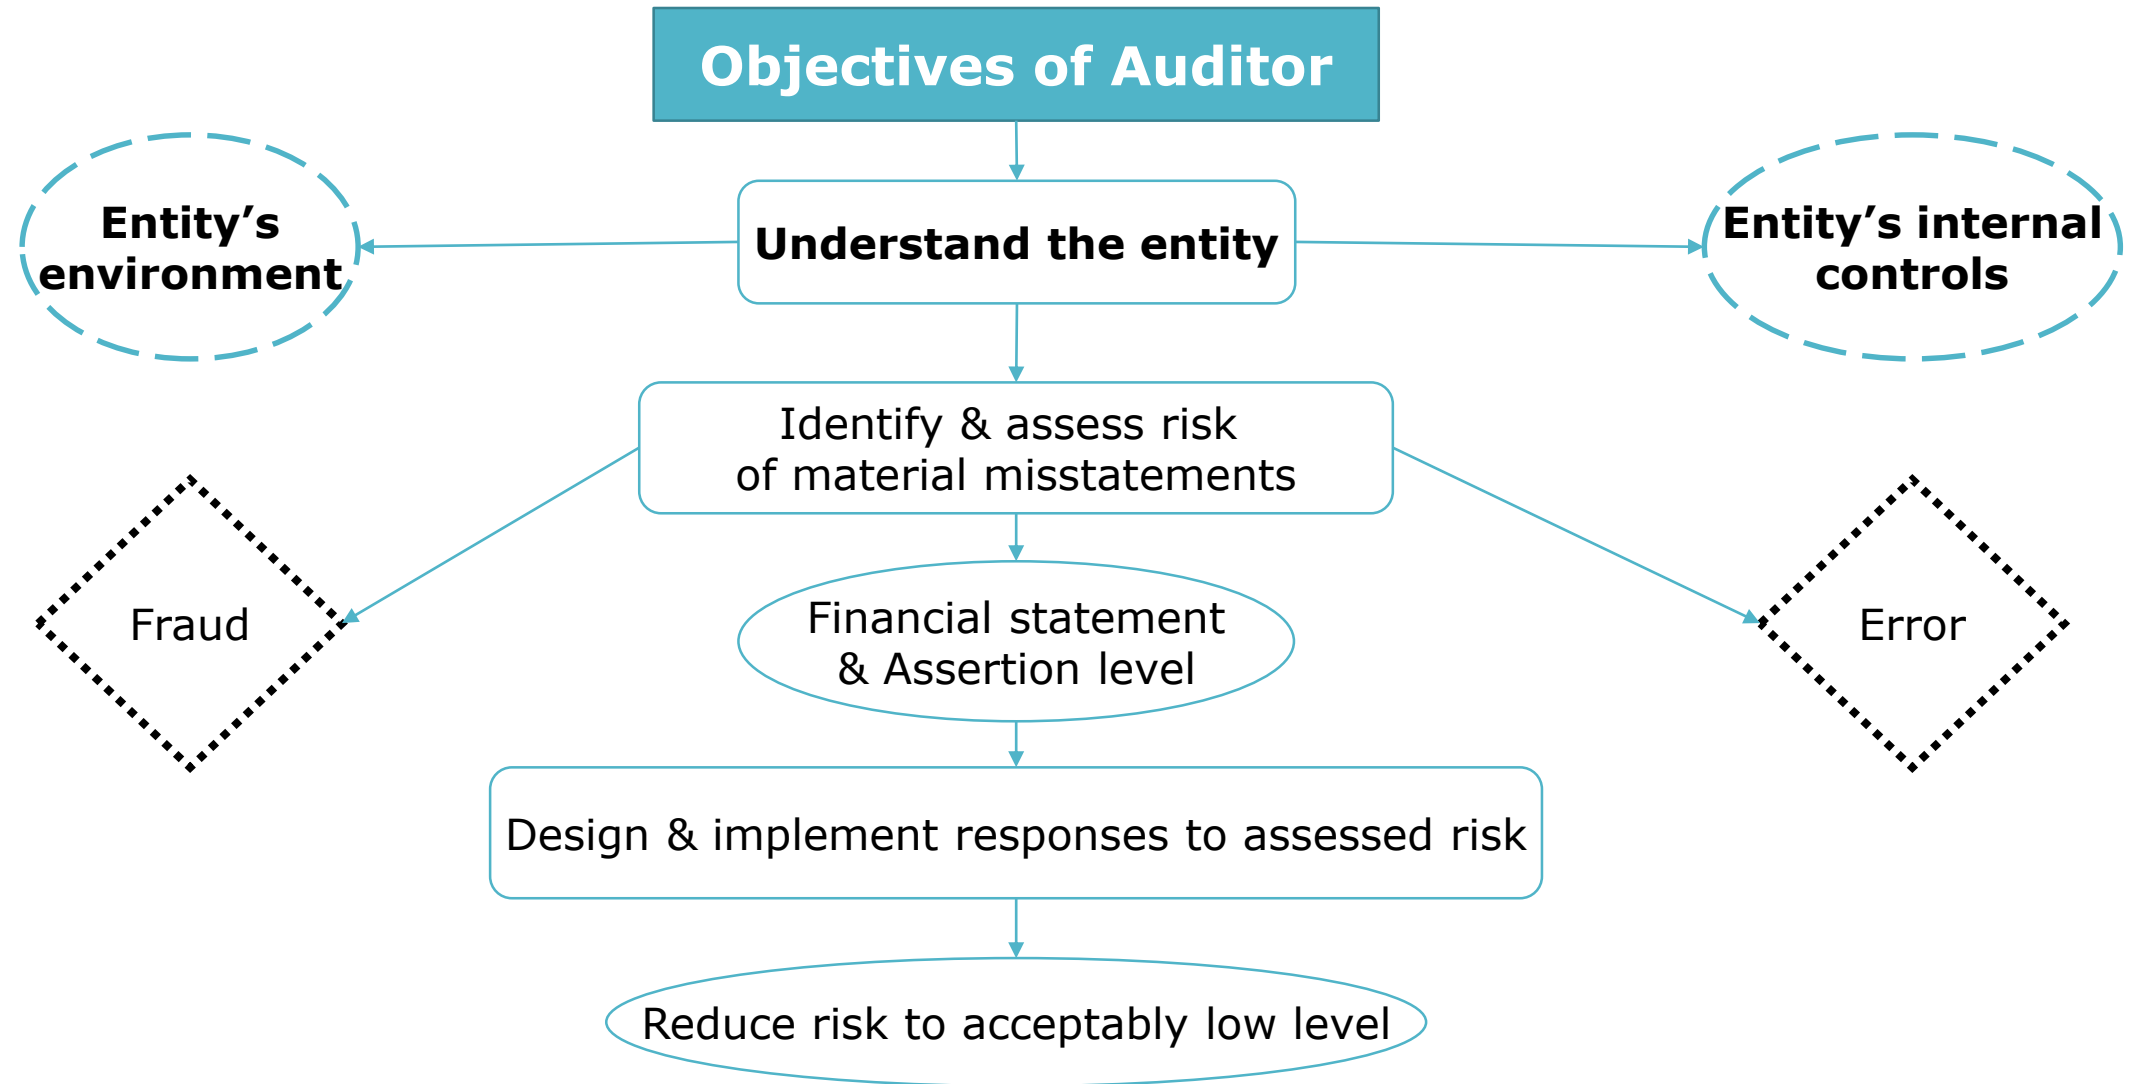 Objectives of Auditor
Entity’s
environment
Understand the entity
Entity’s internal
controls
Identify & assess risk
of material misstatements
Fraud
Financial statement
& Assertion level
Error
Design & implement responses to assessed risk
Reduce risk to acceptably low level